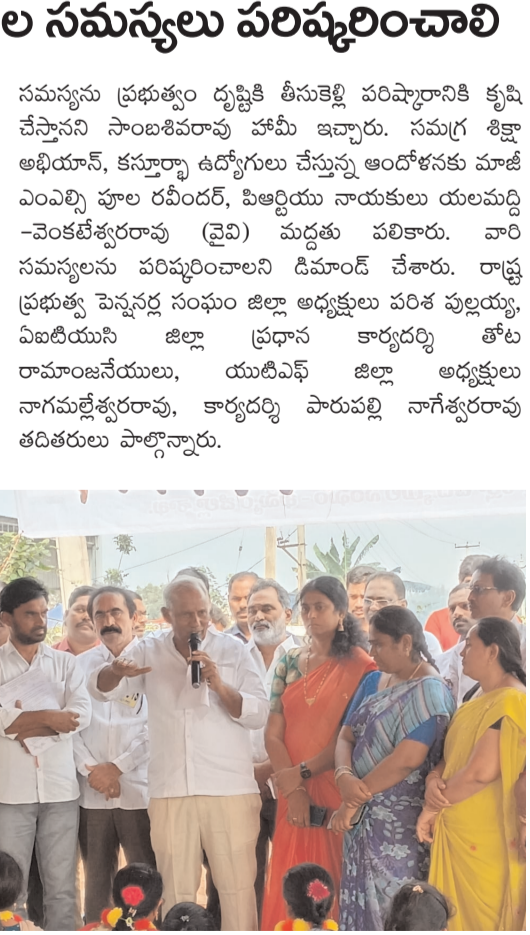 ల సమస్యలు పరిష్కరించాలి
సమస్యను ప్రభుత్వం దృష్టికి తీసుకెళ్లి పరిష్కారానికి కృషి
చేస్తానని సాంబశివరావు హామీ ఇచ్చారు. సమగ్ర శిక్షా
అభియాన్, కస్తూర్భా ఉద్యోగులు చేస్తున్న ఆందోళనకు మాజీ
ఎంఎల్సి పూల రవీందర్, పిఆర్టియు నాయకులు యలమద్ది
-వెంకటేశ్వరరావు (వైవి) మద్దతు పలికారు. వారి
సమస్యలను పరిష్కరించాలని డిమాండ్ చేశారు. రాష్ట్ర
ప్రభుత్వ పెన్షనర్ల సంఘం జిల్లా అధ్యక్షులు పరిశ పుల్లయ్య,
ఏఐటియుసి జిల్లా ప్రధాన కార్యదర్శి తోట
రామాంజనేయులు, యుటిఎఫ్ జిల్లా అధ్యక్షులు
నాగమల్లేశ్వరరావు, కార్యదర్శి పారుపల్లి నాగేశ్వరరావు
తదితరులు పాల్గొన్నారు.